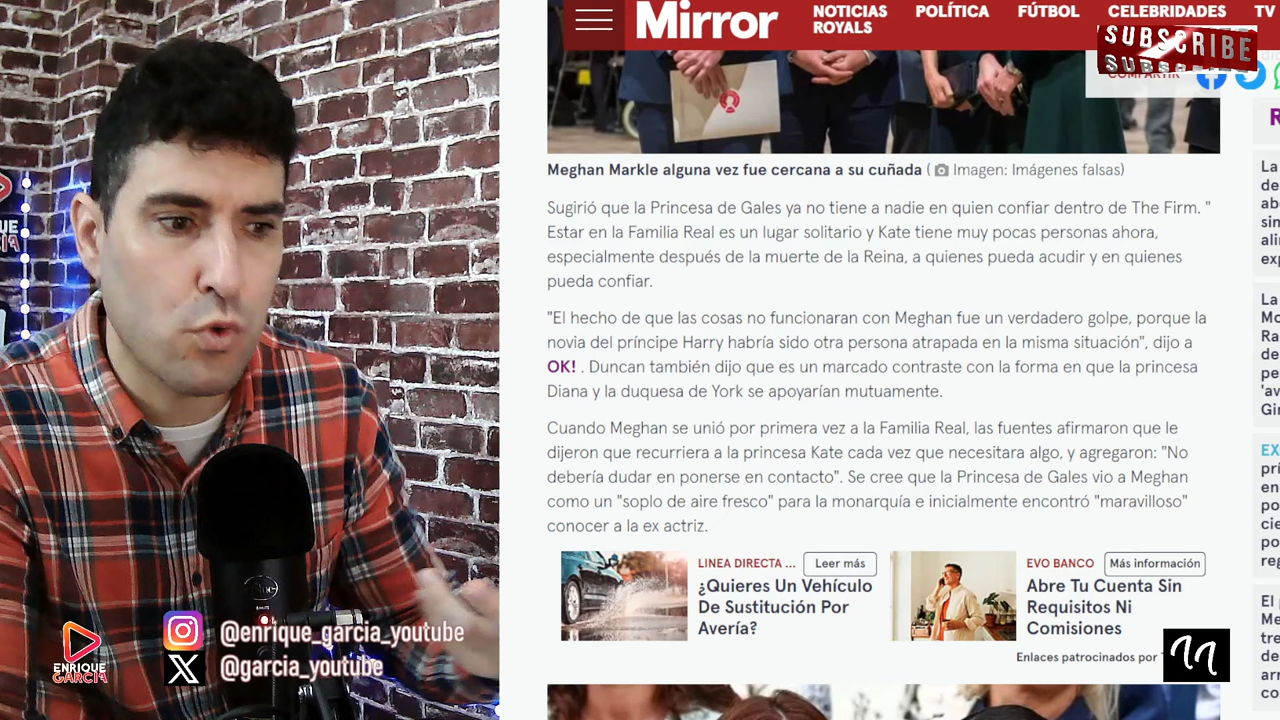 Mirror
NOTICIAS POLÍTICA FÚTBOL CELEBRIDADES TV
ROYALS
SUBSCRIBE
COMPARTIR
Meghan Markle alguna vez fue cercana a su cuñada ( Imagen: Imágenes falsas)
Sugirió que la Princesa de Gales ya no tiene a nadie en quien confiar dentro de The Firm. "
Estar en la Familia Real es un lugar solitario y Kate tiene muy pocas personas ahora,
especialmente después de la muerte de la Reina, a quienes pueda acudir y en quienes
pueda confiar.
"El hecho de que las cosas no funcionaran con Meghan fue un verdadero golpe, porque la
novia del príncipe Harry habría sido otra persona atrapada en la misma situación", dijo a
OK! . Duncan también dijo que es un marcado contraste con la forma en que la princesa
Diana y la duquesa de York se apoyarían mutuamente.
Cuando Meghan se unió por primera vez a la Familia Real, las fuentes afirmaron que le
dijeron que recurriera a la princesa Kate cada vez que necesitara algo, y agregaron: "No
debería dudar en ponerse en contacto". Se cree que la Princesa de Gales vio a Meghan
como un "soplo de aire fresco" para la monarquía e inicialmente encontró "maravilloso"
conocer a la ex actriz.
LINEA DIRECTA ... Leer más
¿Quieres Un Vehículo
De Sustitución Por
Avería?
EVO BANCO Más información
Abre Tu Cuenta Sin
Requisitos Ni
Comisiones
Enlaces patrocinados por
@enrique_garcia_youtube
@garcia_youtube
ENRIQUE
GARCIA